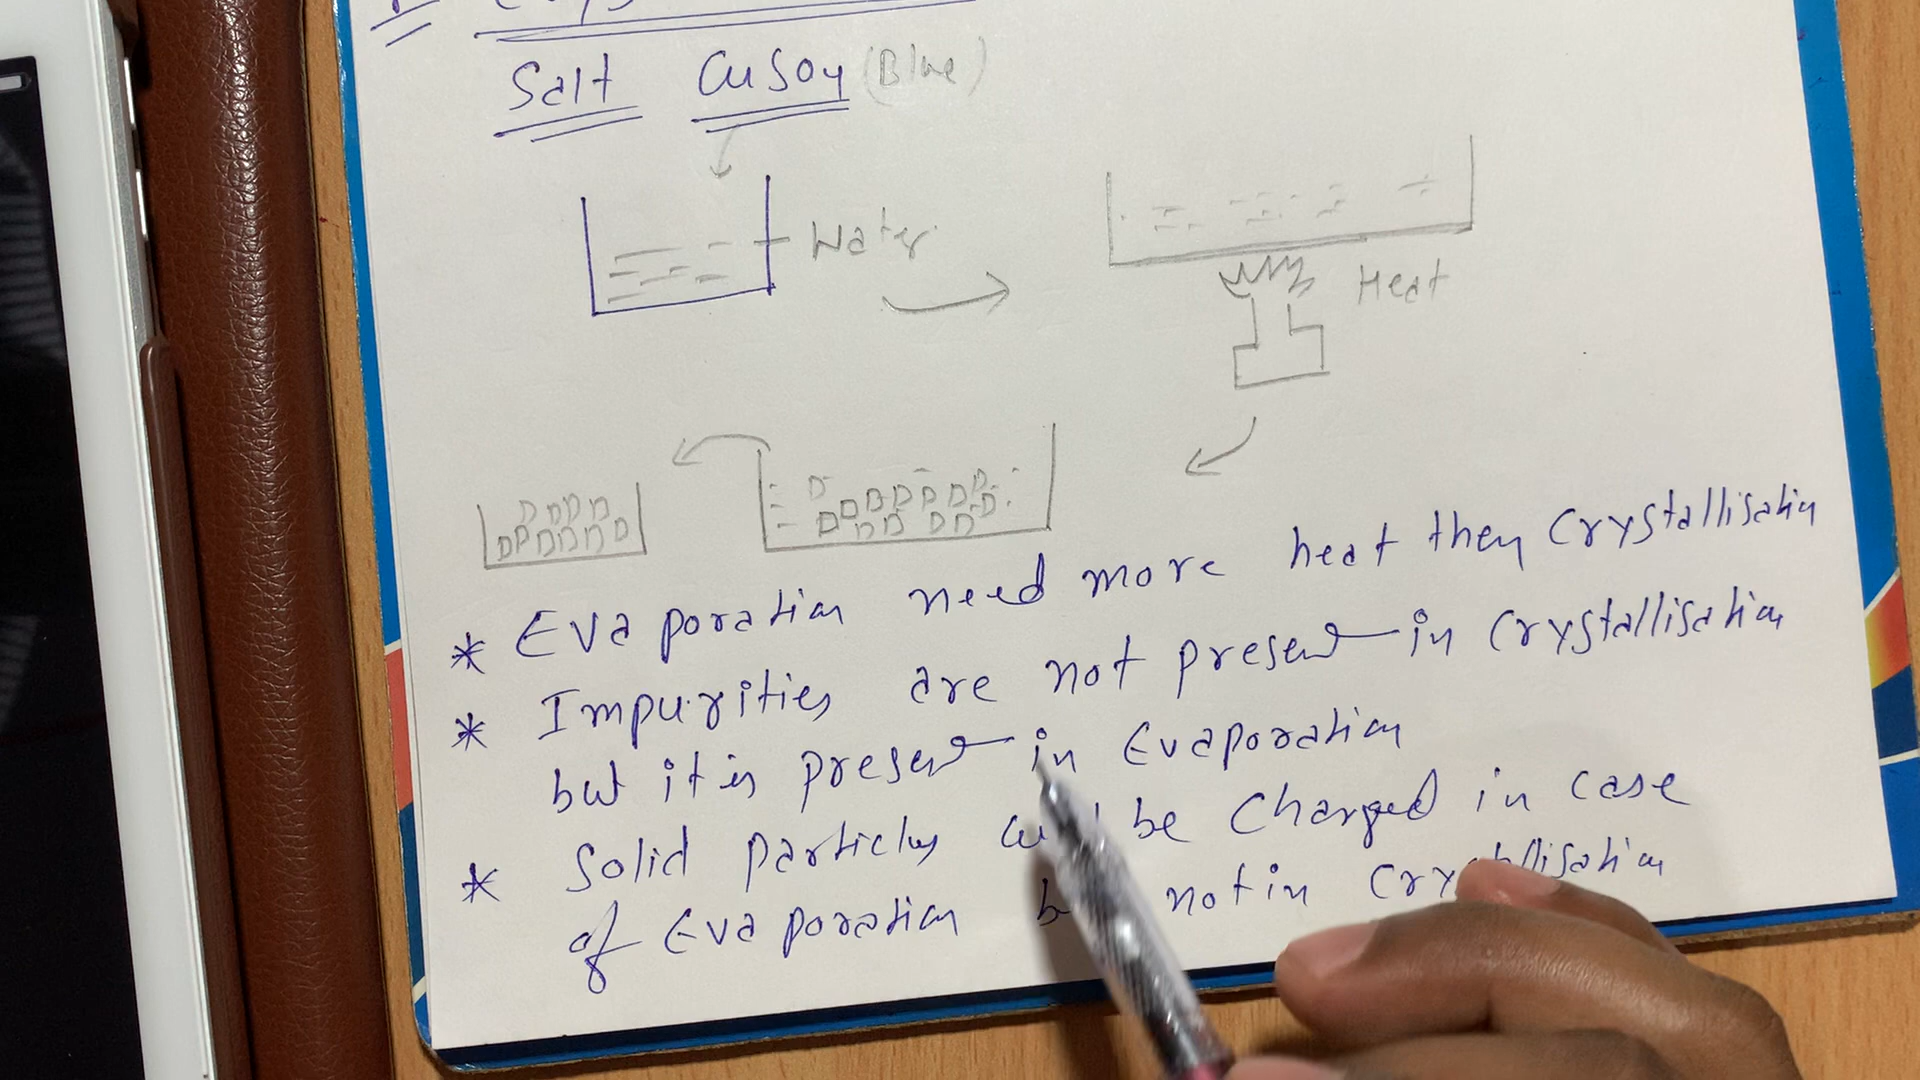 Salt CuSO4 (Blue)
Water
Heat
* Evaporation need more heat then Crystallisation
* Impurities are not present in Crystallisation
but it is present in Evaporation
* Solid particles be Charged in case
of Evaporation not in Crystallisation